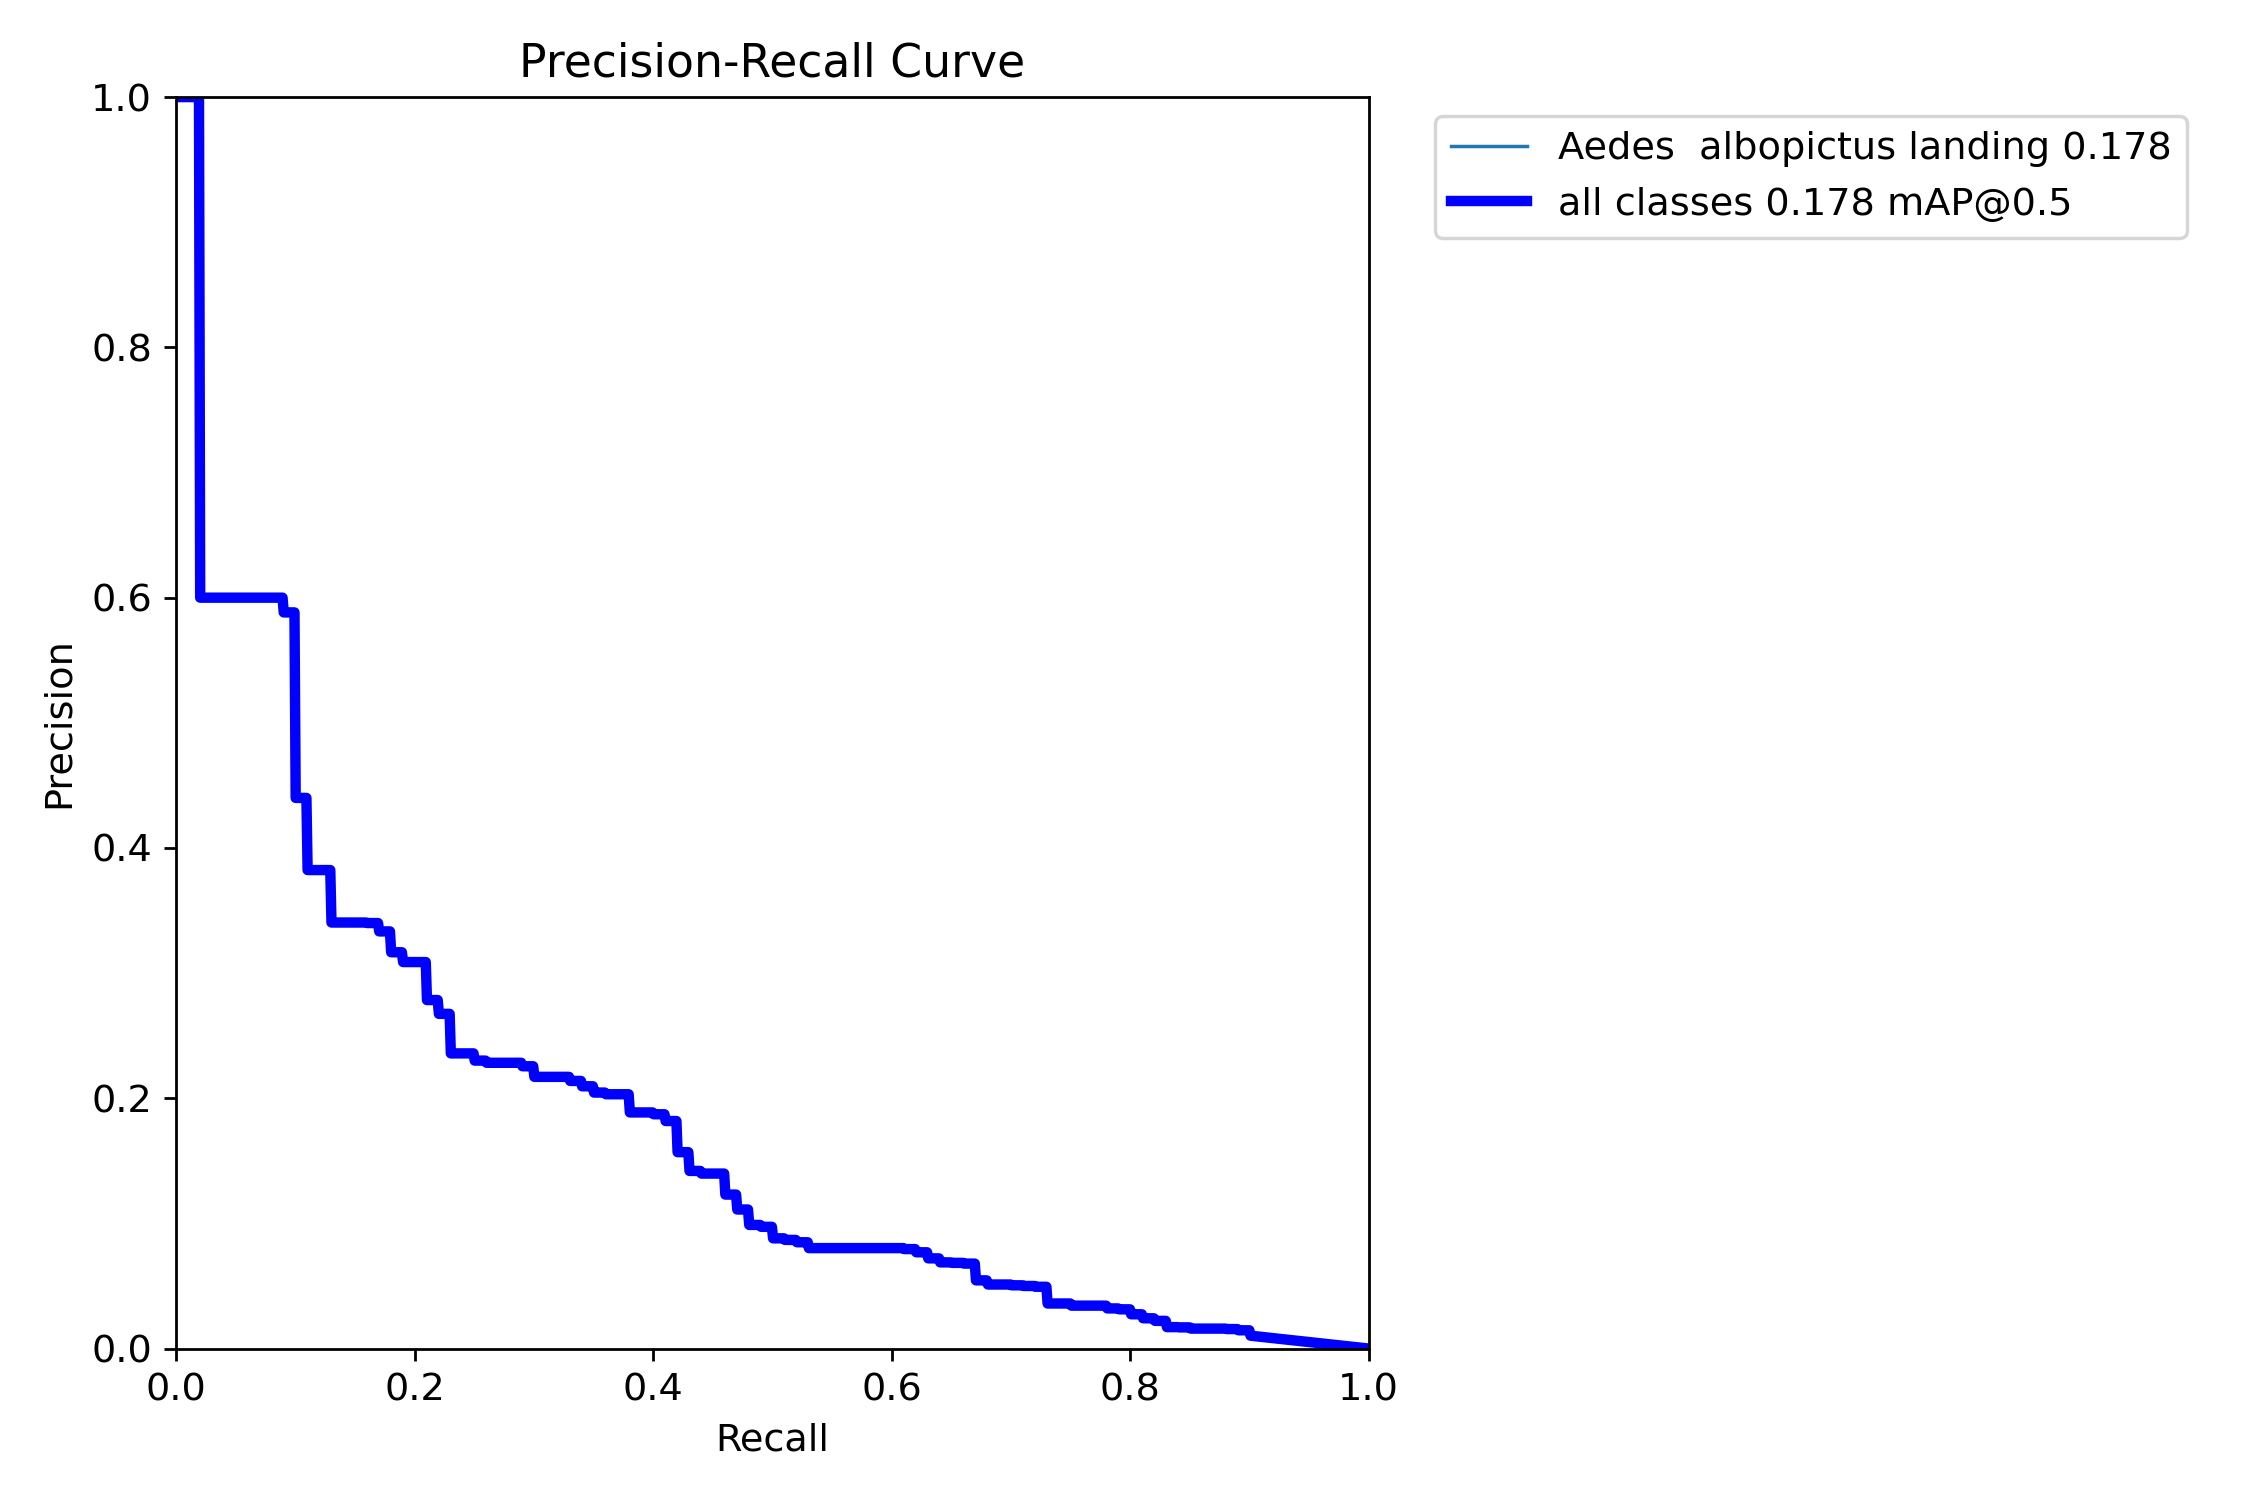 Precision-Recall Curve
1.0
0.8
0.6
0.4
0.2
0.0
Precision
0.0 0.2 0.4 0.6 0.8 1.0
Recall
Aedes  albopictus landing 0.178
all classes 0.178 mAP@0.5